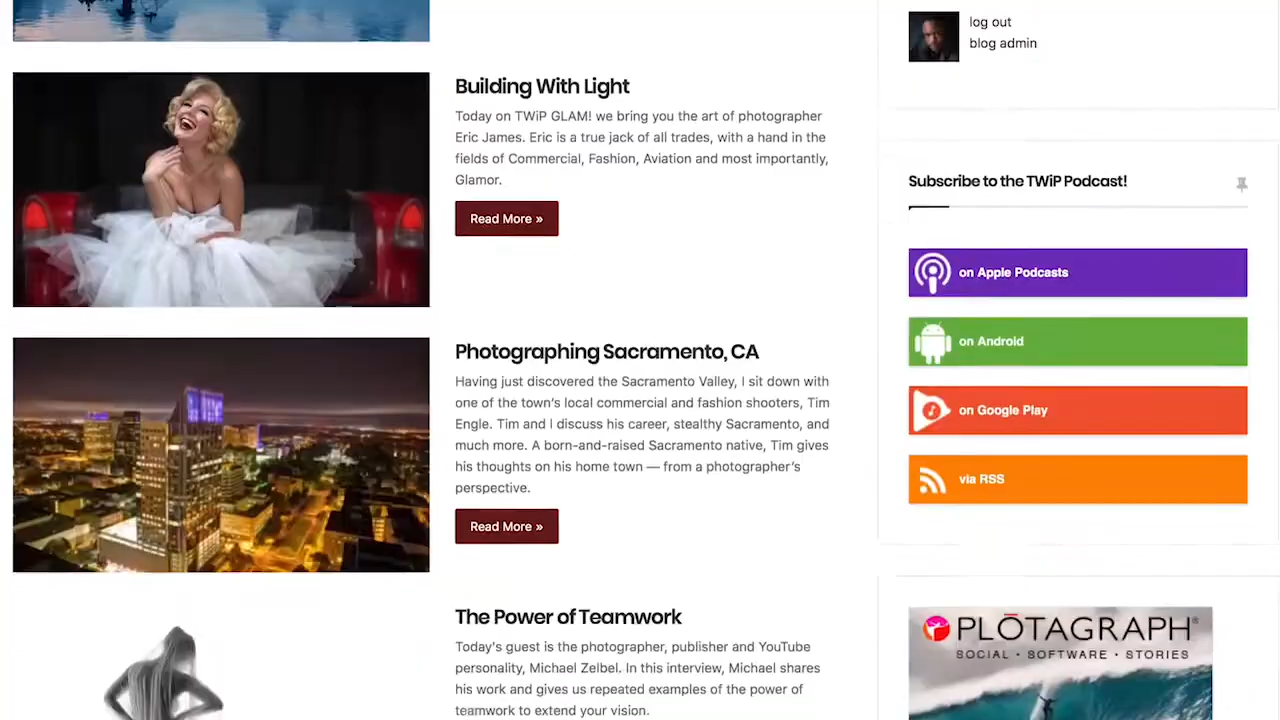 log out
blog admin
Building With Light
Today on TWiP GLAM! we bring you the art of photographer
Eric James. Eric is a true jack of all trades, with a hand in the
fields of Commercial, Fashion, Aviation and most importantly,
Glamor.
Read More »
Subscribe to the TWiP Podcast!
on Apple Podcasts
on Android
on Google Play
via RSS
Photographing Sacramento, CA
Having just discovered the Sacramento Valley, I sit down with
one of the town's local commercial and fashion shooters, Tim
Engle. Tim and I discuss his career, stealthy Sacramento, and
much more. A born-and-raised Sacramento native, Tim gives
his thoughts on his home town — from a photographer's
perspective.
Read More »
The Power of Teamwork
Today's guest is the photographer, publisher and YouTube
personality, Michael Zelbel. In this interview, Michael shares
his work and gives us repeated examples of the power of
teamwork to extend your vision.
PLŌTAGRAPH®
SOCIAL • SOFTWARE • STORIES